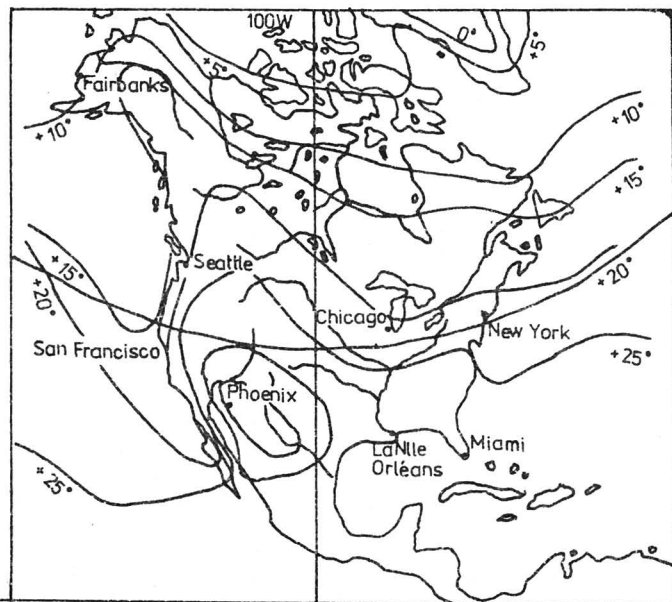 100W
0°
+5°
+5°
Fairbanks
+10°
+10°
+15°
+15°
Seattle
+20°
+20°
Chicago
New York
San Francisco
+25°
Phoenix
LaNlle
Orléans
Miami
+25°